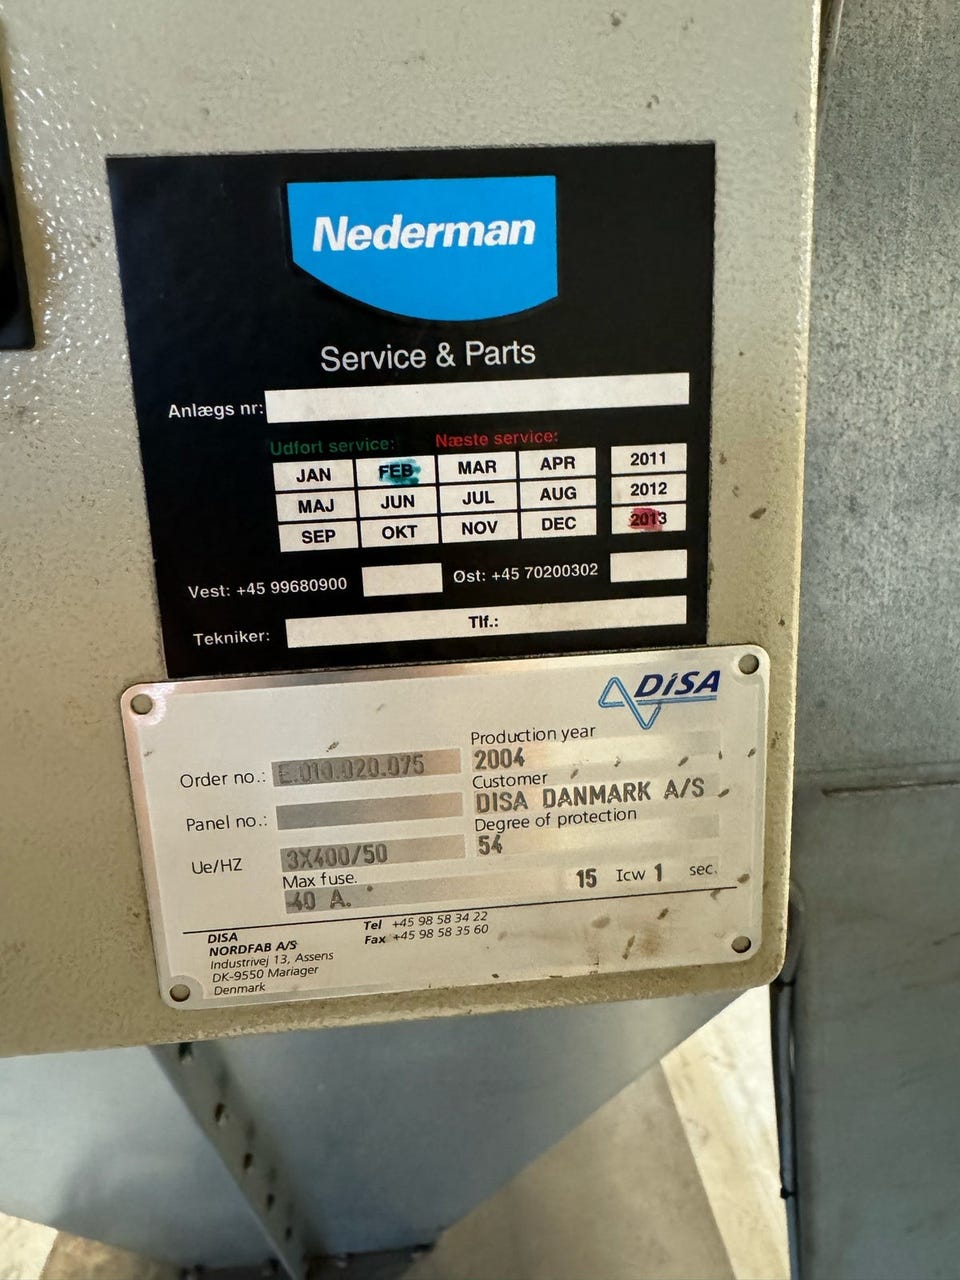 Nederman
Service & Parts
Anlægs nr:
Udført service: Næste service:
JAN FEB MAR APR 2011
MAJ JUN JUL AUG 2012
SEP OKT NOV DEC 2013
Vest: +45 99680900 Øst: +45 70200302
Tekniker: Tlf.:
DISA
Production year
Order no.: E.010.020.075 2004
Customer
Panel no.: DISA DANMARK A/S
Degree of protection
Ue/HZ 3X400/50 54
Max fuse. 15 Icw 1 sec.
40 A.
DISA Tel +45 98 58 34 22
NORDFAB A/S Fax +45 98 58 35 60
Industrivej 13, Assens
DK-9550 Mariager
Denmark